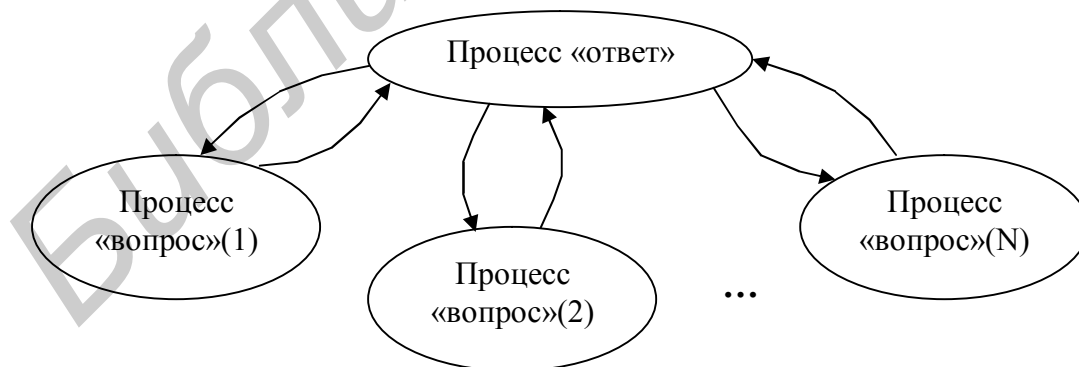 Процесс «ответ»
Процесс
«вопрос»(1)
Процесс
«вопрос»(2)
...
Процесс
«вопрос»(N)